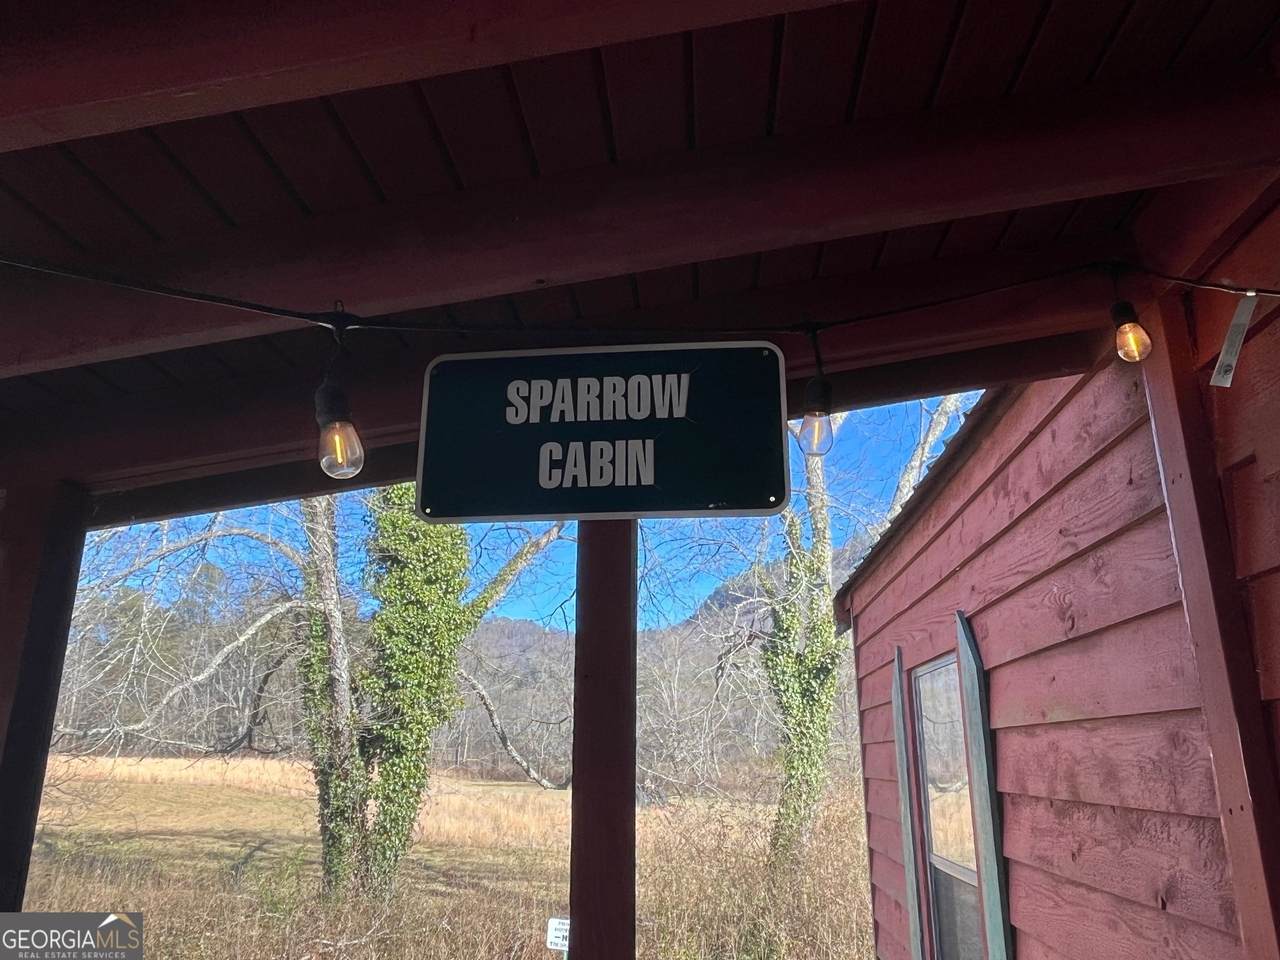 SPARROW
CABIN
GEORGIAMLS
REAL ESTATE SERVICES